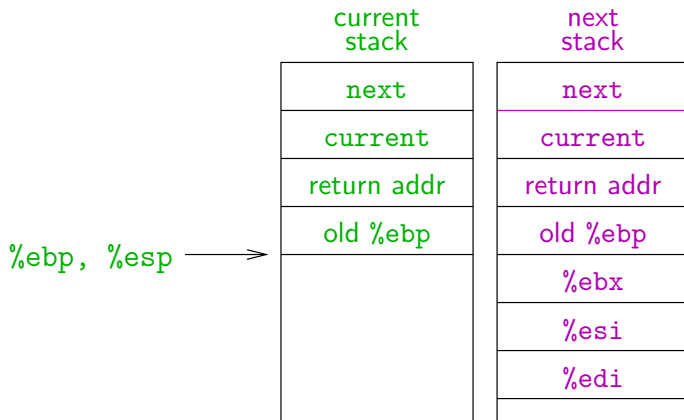 current
stack
next
stack
next
next
current
current
return addr
return addr
old %ebp
old %ebp
%ebp, %esp
%ebx
%esi
%edi